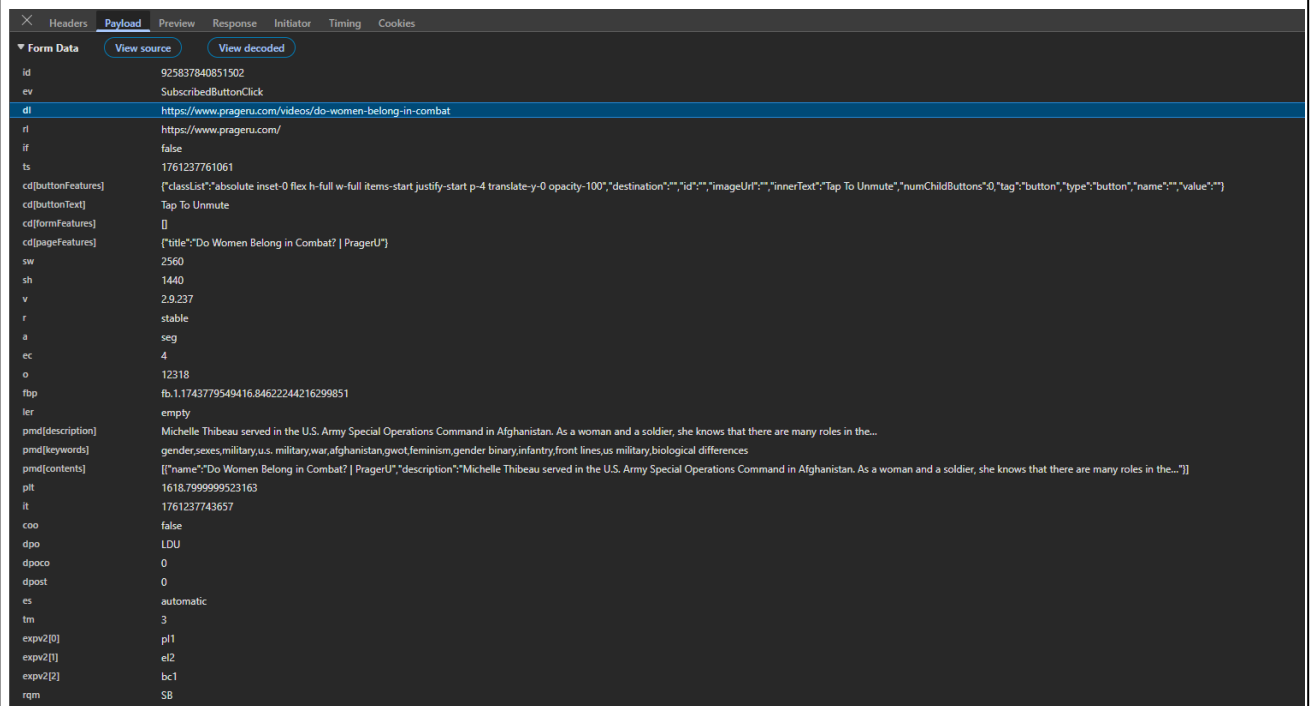 Headers Payload Preview Response Initiator Timing Cookies
Form Data View source View decoded
id 925837840851502
ev SubscribedButtonClick
dl https://www.prageru.com/videos/do-women-belong-in-combat
rl https://www.prageru.com/
if false
ts 1761237761061
cd[buttonFeatures] {"classList":"absolute inset-0 flex h-full w-full items-start justify-start p-4 translate-y-0 opacity-100","destination":"","id":"","imageUrl":"","innerText":"Tap To Unmute","numChildButtons":0,"tag":"button","type":"button","name":"","value":""}
cd[buttonText] Tap To Unmute
cd[formFeatures] []
cd[pageFeatures] {"title":"Do Women Belong in Combat? | PragerU"}
sw 2560
sh 1440
v 2.9.237
r stable
a seg
ec 4
o 12318
fbp fb.1.1743779549416.84622244216299851
ler empty
pmd[description] Michelle Thibeau served in the U.S. Army Special Operations Command in Afghanistan. As a woman and a soldier, she knows that there are many roles in the...
pmd[keywords] gender,sexes,military,u.s. military,war,afghanistan,gwot,feminism,gender binary,infantry,front lines,us military,biological differences
pmd[contents] [{"name":"Do Women Belong in Combat? | PragerU","description":"Michelle Thibeau served in the U.S. Army Special Operations Command in Afghanistan. As a woman and a soldier, she knows that there are many roles in the..."}]
plt 1618.7999999523163
it 1761237743657
coo false
dpo LDU
dpoco 0
dpost 0
es automatic
tm 3
expv2[0] pl1
expv2[1] el2
expv2[2] bc1
rqm SB